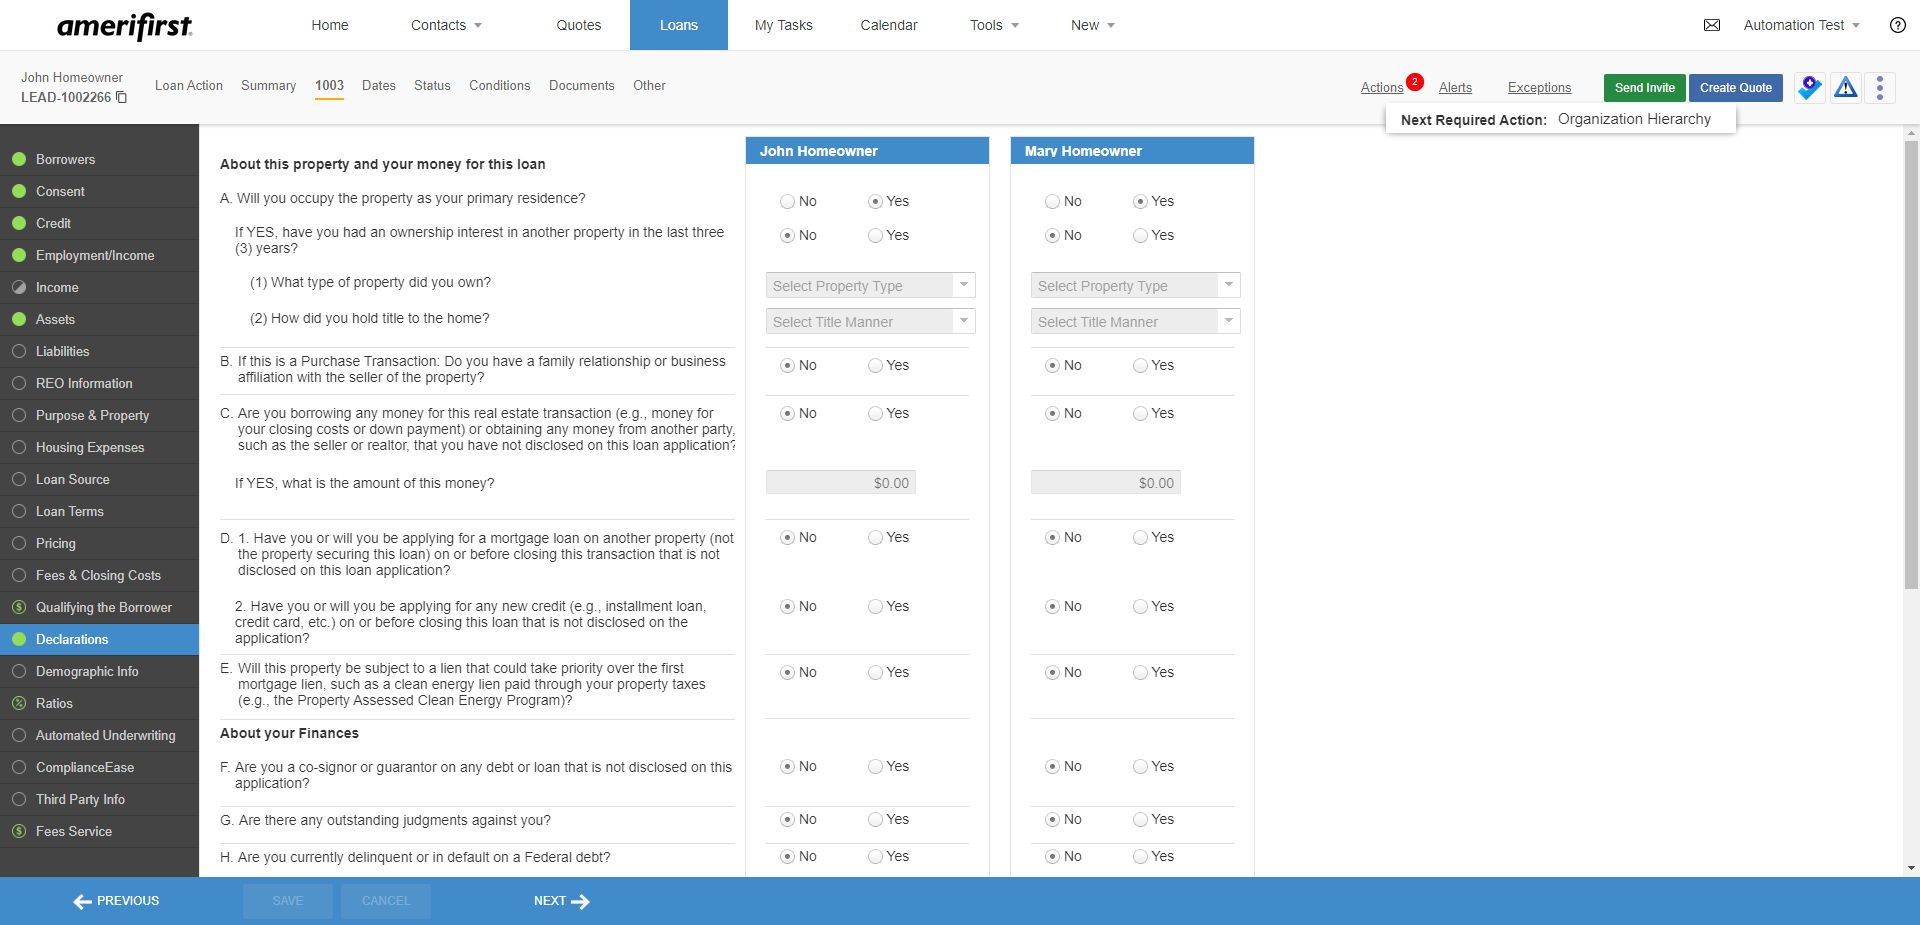 amerifirst
Home
Contacts
Quotes
Loans
My Tasks
Calendar
Tools
New
Automation Test
?
John Homeowner
LEAD-1002266
Loan Action
Summary
1003
Dates
Status
Conditions
Documents
Other
Actions
2
Alerts
Exceptions
Send Invite
Create Quote
Next Required Action: Organization Hierarchy
Borrowers
Consent
Credit
Employment/Income
Income
Assets
Liabilities
REO Information
Purpose & Property
Housing Expenses
Loan Source
Loan Terms
Pricing
Fees & Closing Costs
$ Qualifying the Borrower
Declarations
Demographic Info
% Ratios
Automated Underwriting
ComplianceEase
Third Party Info
$ Fees Service
John Homeowner
Mary Homeowner
About this property and your money for this loan
A. Will you occupy the property as your primary residence?
No Yes No Yes
If YES, have you had an ownership interest in another property in the last three
(3) years?
No Yes No Yes
(1) What type of property did you own?
Select Property Type Select Property Type
(2) How did you hold title to the home?
Select Title Manner Select Title Manner
B. If this is a Purchase Transaction: Do you have a family relationship or business
affiliation with the seller of the property?
No Yes No Yes
C. Are you borrowing any money for this real estate transaction (e.g., money for
your closing costs or down payment) or obtaining any money from another party,
such as the seller or realtor, that you have not disclosed on this loan application?
No Yes No Yes
If YES, what is the amount of this money?
$0.00 $0.00
D. 1. Have you or will you be applying for a mortgage loan on another property (not
the property securing this loan) on or before closing this transaction that is not
disclosed on this loan application?
No Yes No Yes
2. Have you or will you be applying for any new credit (e.g., installment loan,
credit card, etc.) on or before closing this loan that is not disclosed on the
application?
No Yes No Yes
E. Will this property be subject to a lien that could take priority over the first
mortgage lien, such as a clean energy lien paid through your property taxes
(e.g., the Property Assessed Clean Energy Program)?
No Yes No Yes
About your Finances
F. Are you a co-signor or guarantor on any debt or loan that is not disclosed on this
application?
No Yes No Yes
G. Are there any outstanding judgments against you?
No Yes No Yes
H. Are you currently delinquent or in default on a Federal debt?
No Yes No Yes
PREVIOUS
SAVE
CANCEL
NEXT